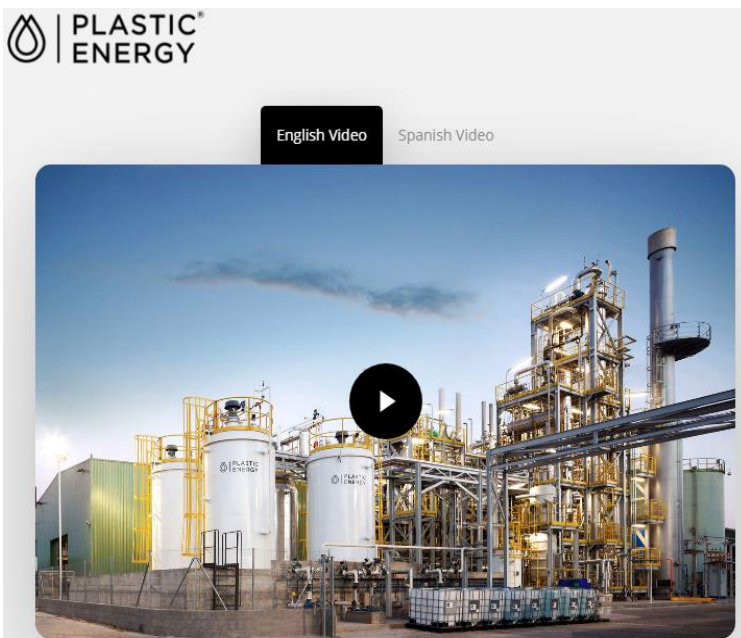 PLASTIC®
ENERGY
English Video Spanish Video
PLASTIC
ENERGY
PLASTIC
ENERGY